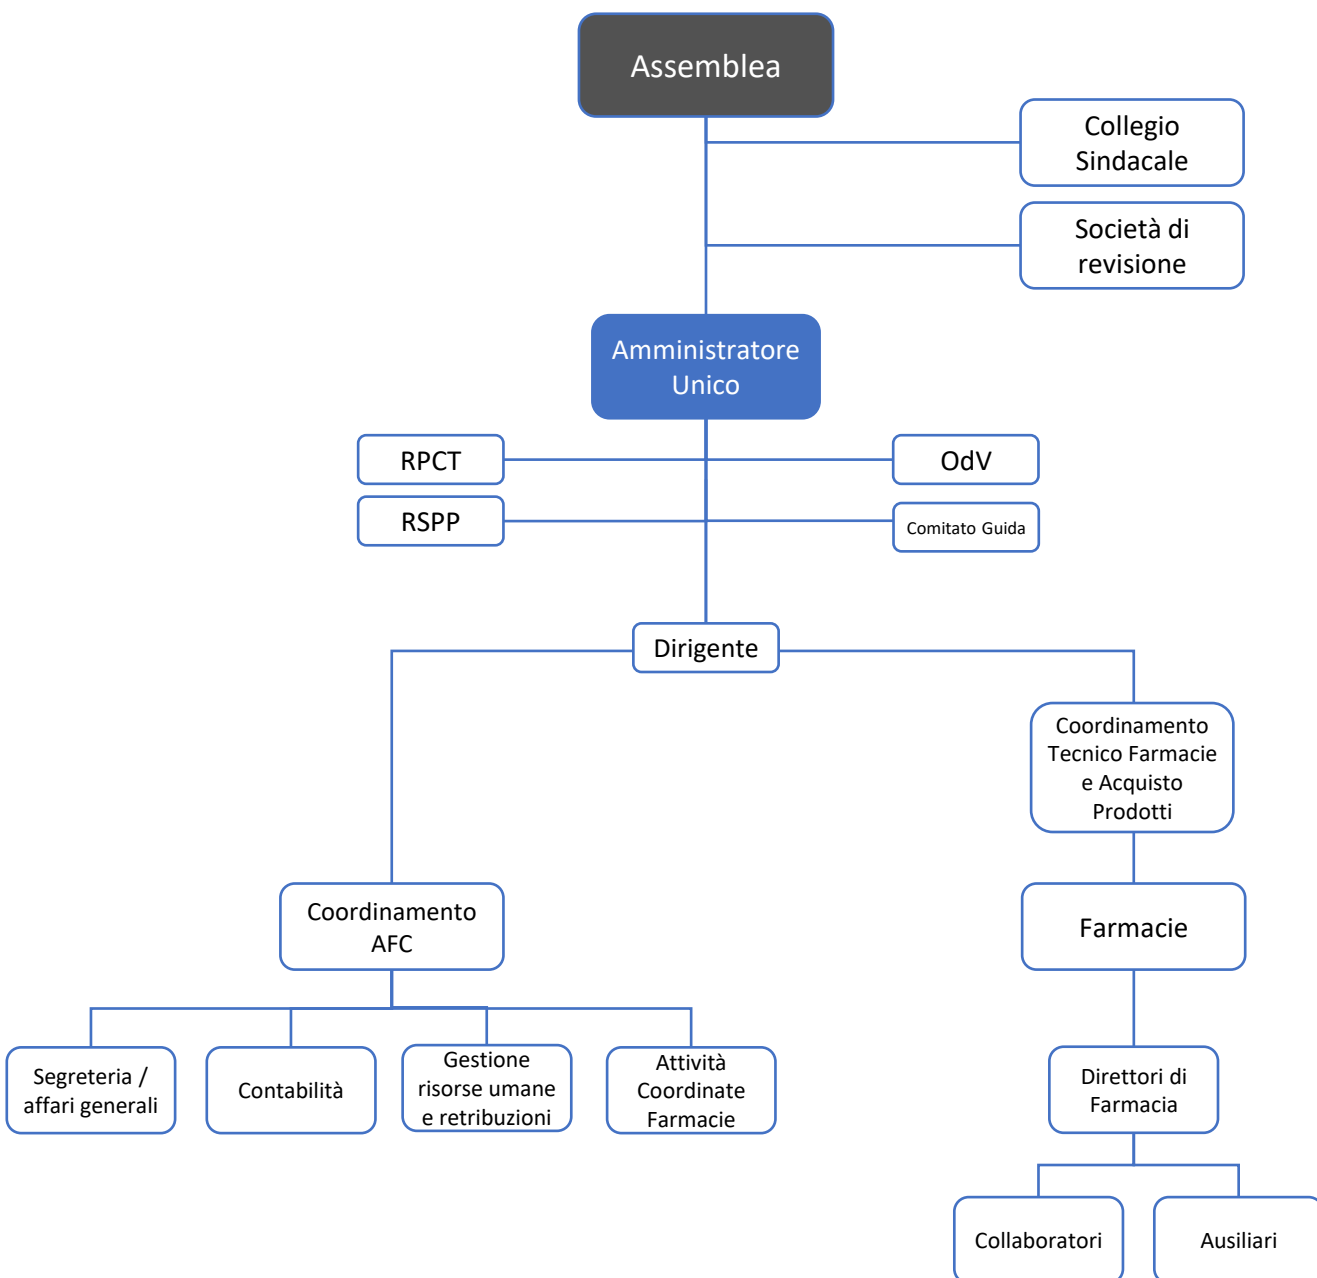 Assemblea
Collegio
Sindacale
Società di
revisione
Amministratore
Unico
RPCT
OdV
RSPP
Comitato Guida
Dirigente
Coordinamento
Tecnico Farmacie
e Acquisto
Prodotti
Coordinamento
AFC
Farmacie
Segreteria /
affari generali
Contabilità
Gestione
risorse umane
e retribuzioni
Attività
Coordinate
Farmacie
Direttori di
Farmacia
Collaboratori
Ausiliari